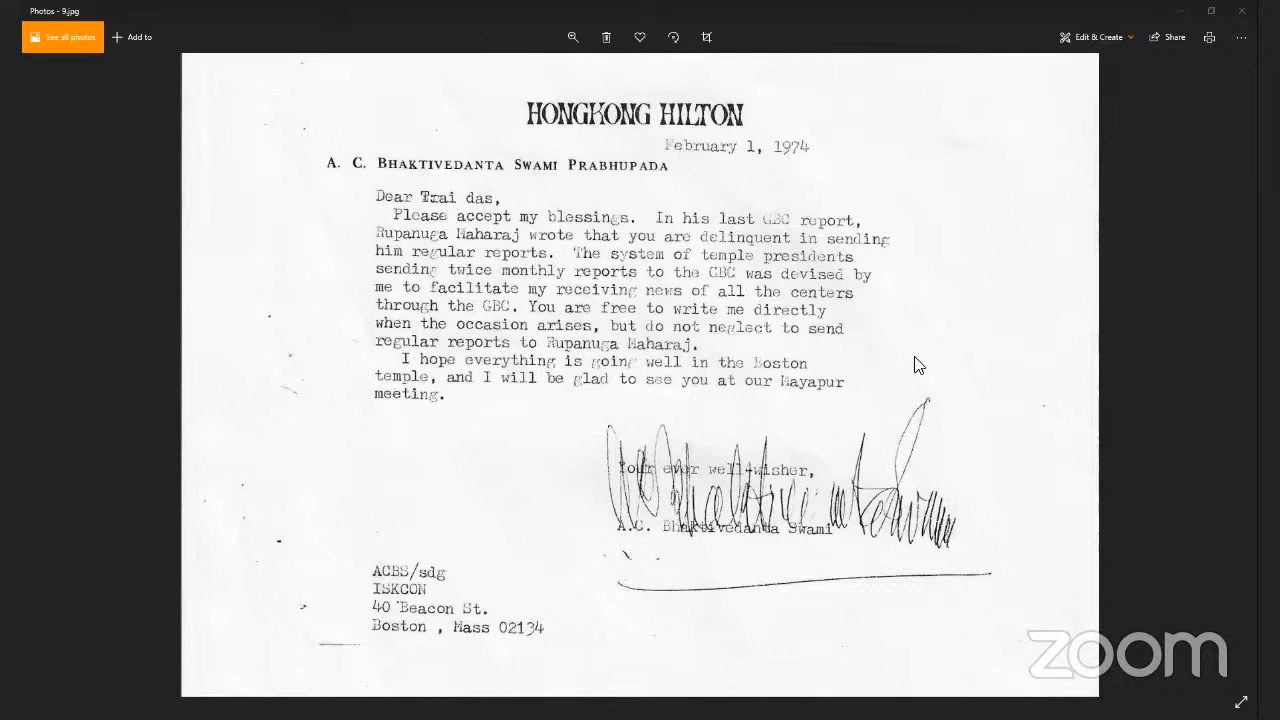 Photos - 9.jpg
See all photos
Add to
Edit & Create
Share
HONGKONG HILTON
February 1, 1974
A. C. BHAKTIVEDANTA SWAMI PRABHUPADA
Dear Trai das,
Please accept my blessings. In his last GBC report,
Rupanuga Maharaj wrote that you are delinquent in sending
him regular reports. The system of temple presidents
sending twice monthly reports to the GBC was devised by
me to facilitate my receiving news of all the centers
through the GBC. You are free to write me directly
when the occasion arises, but do not neglect to send
regular reports to Rupanuga Maharaj.
I hope everything is going well in the Boston
temple, and I will be glad to see you at our Mayapur
meeting.
Your ever well-wisher,
A.C. Bhaktivedanta Swami
ACBS/sdg
ISKCON
40 Beacon St.
Boston , Mass 02134
zoom